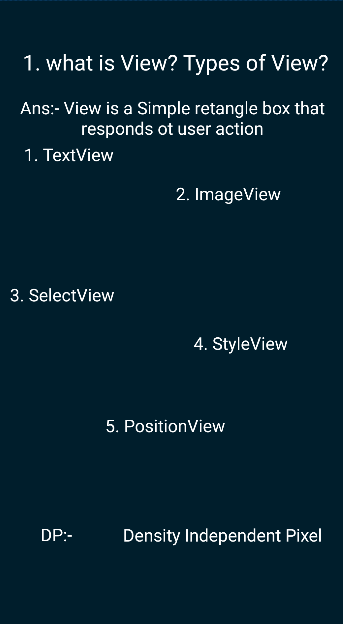 1. what is View? Types of View?
Ans:- View is a Simple retangle box that
responds ot user action
1. TextView
2. ImageView
3. SelectView
4. StyleView
5. PositionView
DP:- Density Independent Pixel